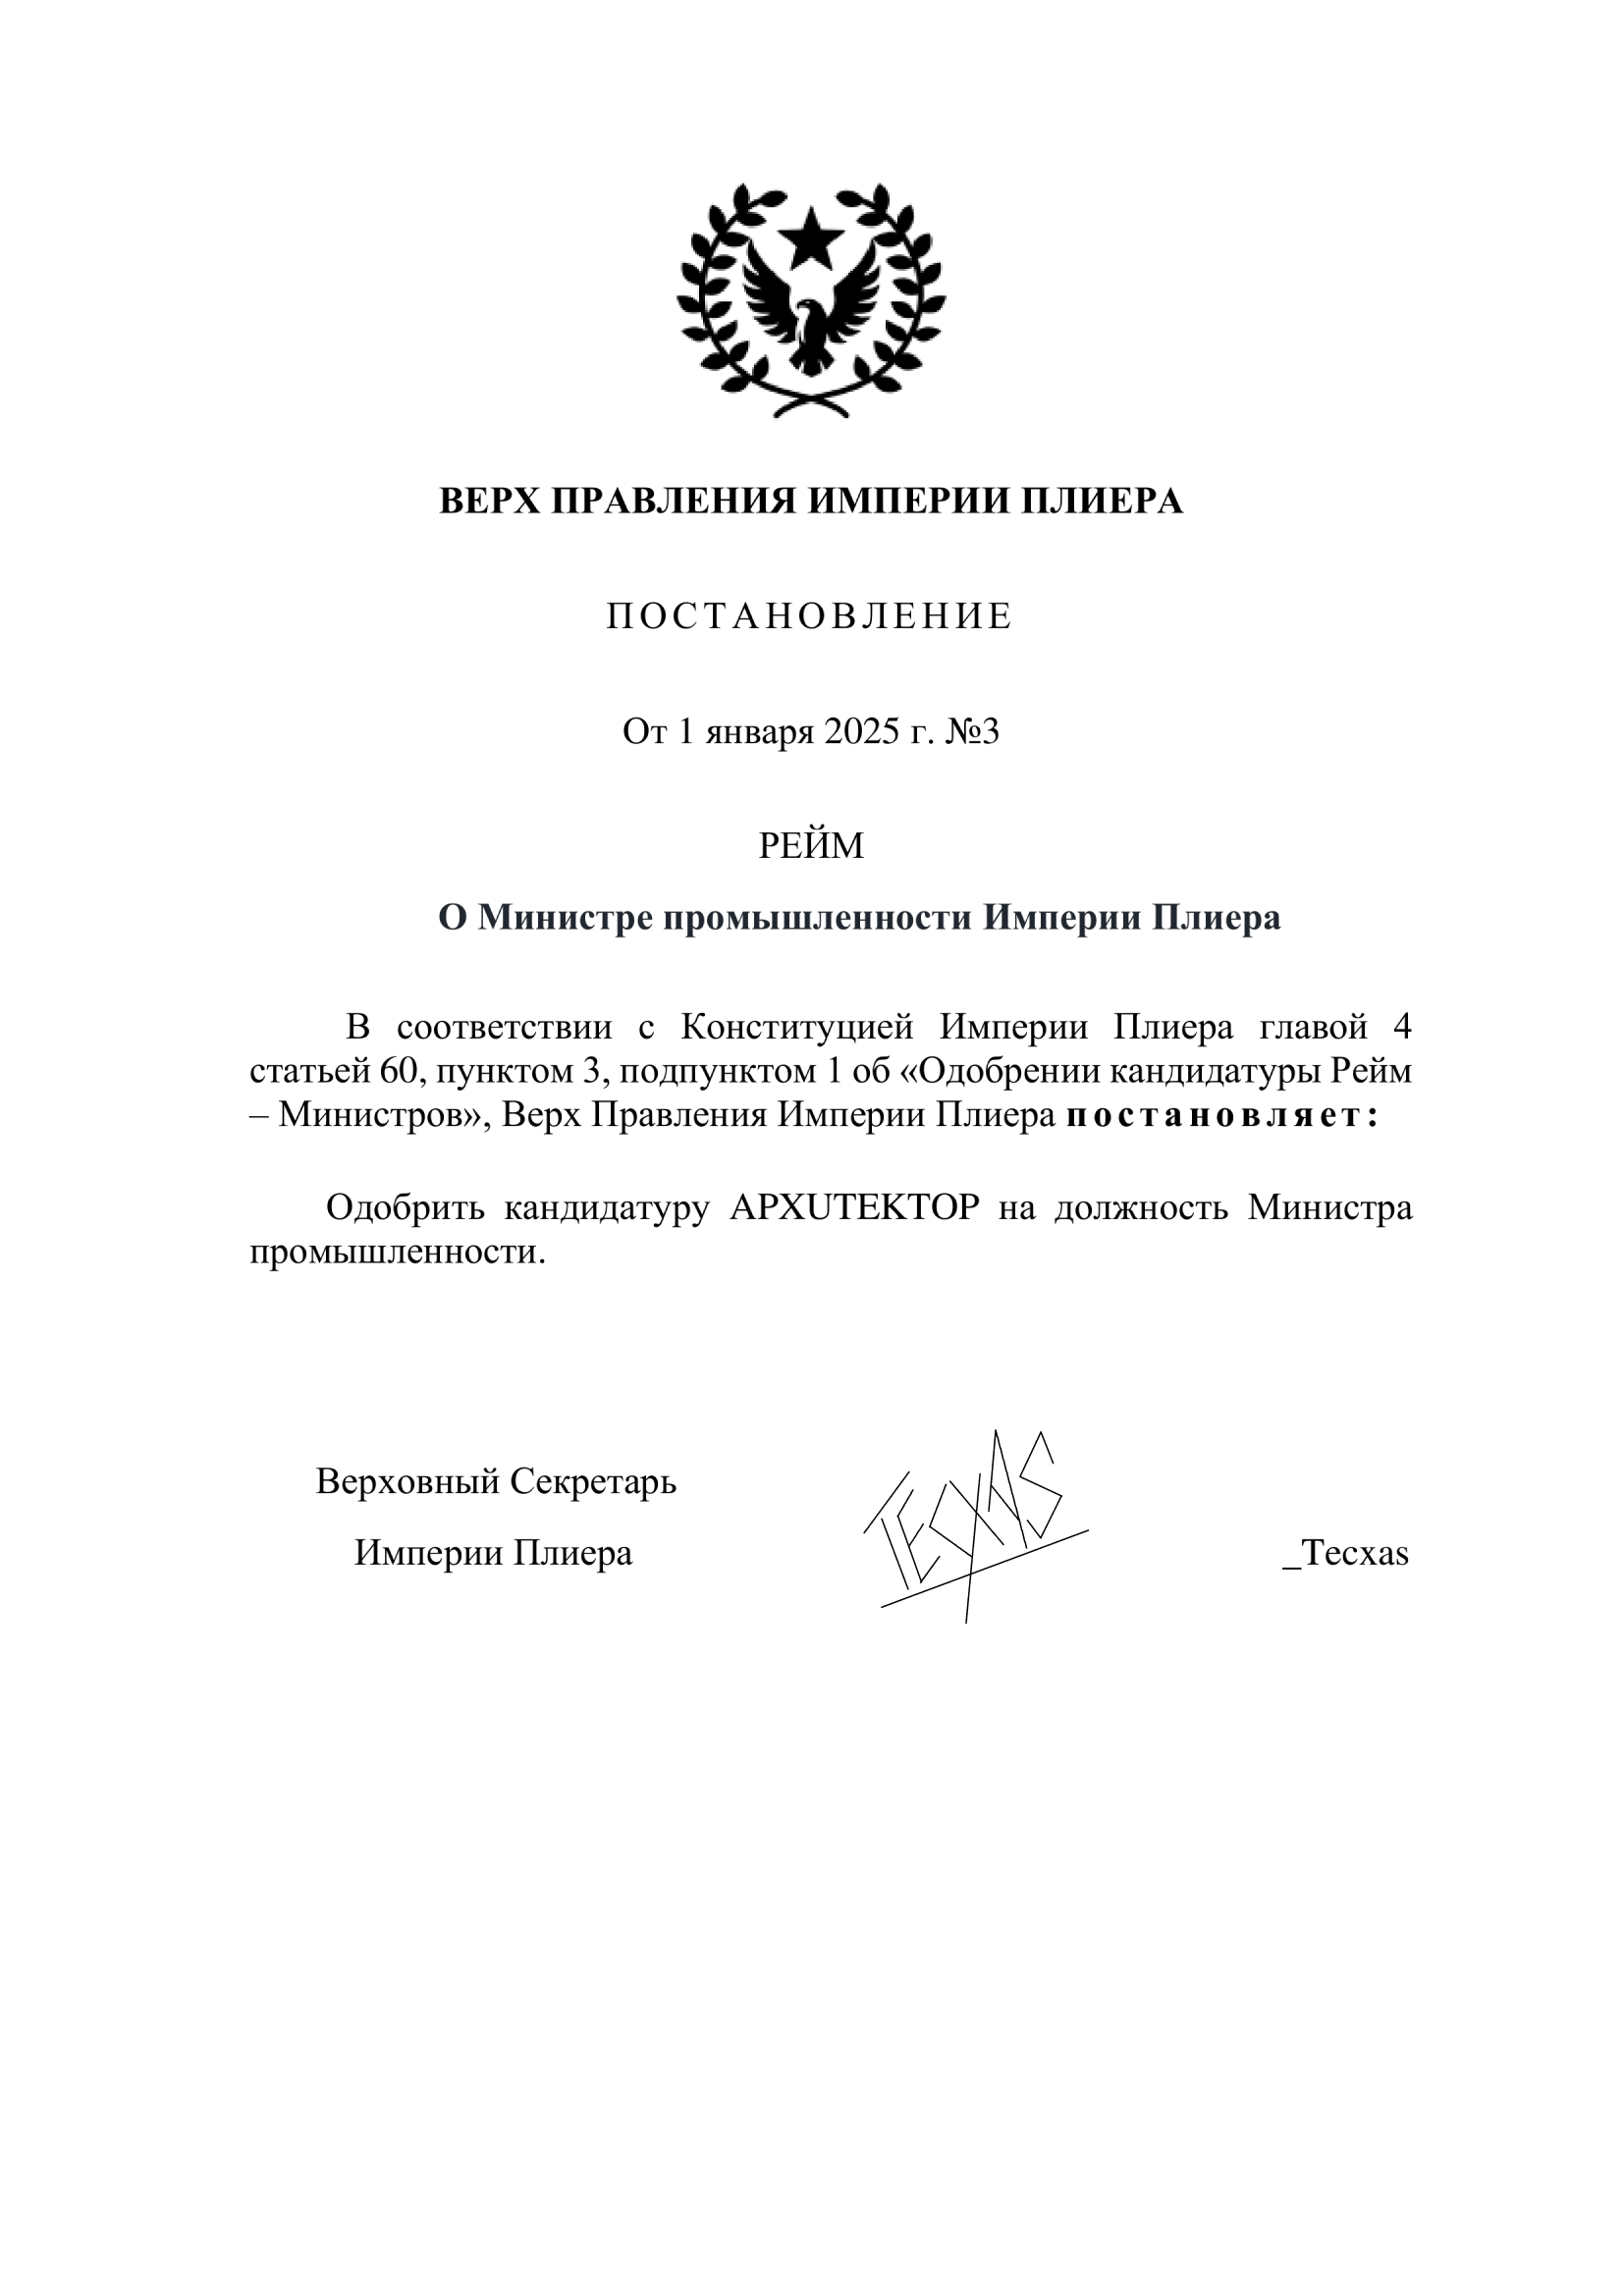 ВЕРХ ПРАВЛЕНИЯ ИМПЕРИИ ПЛИЕРА
ПОСТАНОВЛЕНИЕ
От 1 января 2025 г. №3
РЕЙМ
О Министре промышленности Империи Плиера
В соответствии с Конституцией Империи Плиера главой 4
статьей 60, пунктом 3, подпунктом 1 об «Одобрении кандидатуры Рейм
– Министров», Верх Правления Империи Плиера постановляет:
Одобрить кандидатуру APXUTEKTOP на должность Министра
промышленности.
Верховный Секретарь
Империи Плиера
TECXAS
_Tecxas